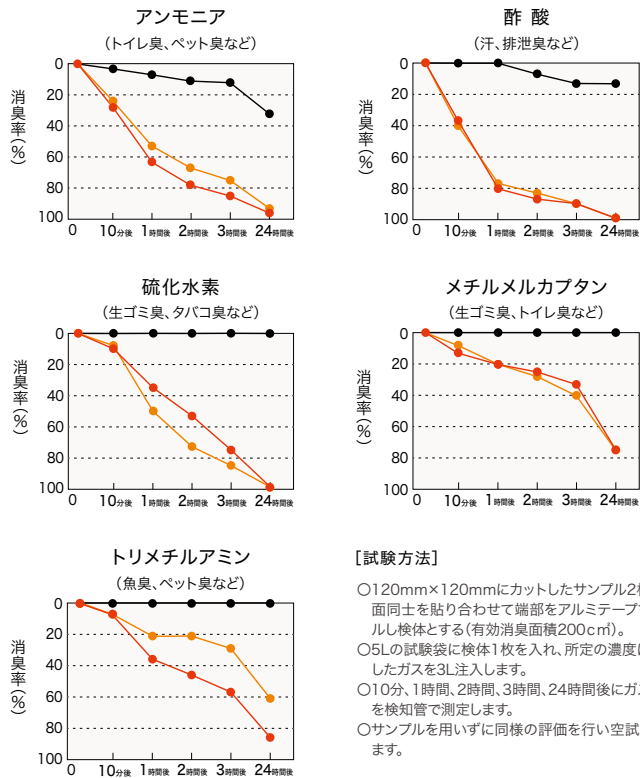 アンモニア
(トイレ臭、ペット臭など)
消臭率(%)
0
20
40
60
80
100
0 10分後 1時間後 2時間後 3時間後 24時間後
酢 酸
(汗、排泄臭など)
消臭率(%)
0
20
40
60
80
100
0 10分後 1時間後 2時間後 3時間後 24時間後
硫化水素
(生ゴミ臭、タバコ臭など)
消臭率(%)
0
20
40
60
80
100
0 10分後 1時間後 2時間後 3時間後 24時間後
メチルメルカプタン
(生ゴミ臭、トイレ臭など)
消臭率(%)
0
20
40
60
80
100
0 10分後 1時間後 2時間後 3時間後 24時間後
トリメチルアミン
(魚臭、ペット臭など)
消臭率(%)
0
20
40
60
80
100
0 10分後 1時間後 2時間後 3時間後 24時間後
[試験方法]
○120mm×120mmにカットしたサンプル2
面同士を貼り合わせて端部をアルミテープ
ルし検体とする(有効消臭面積200c㎡)。
○5Lの試験袋に検体1枚を入れ、所定の濃度に
したガスを3L注入します。
○10分、1時間、2時間、3時間、24時間後にガ
を検知管で測定します。
○サンプルを用いずに同様の評価を行い空試
ます。